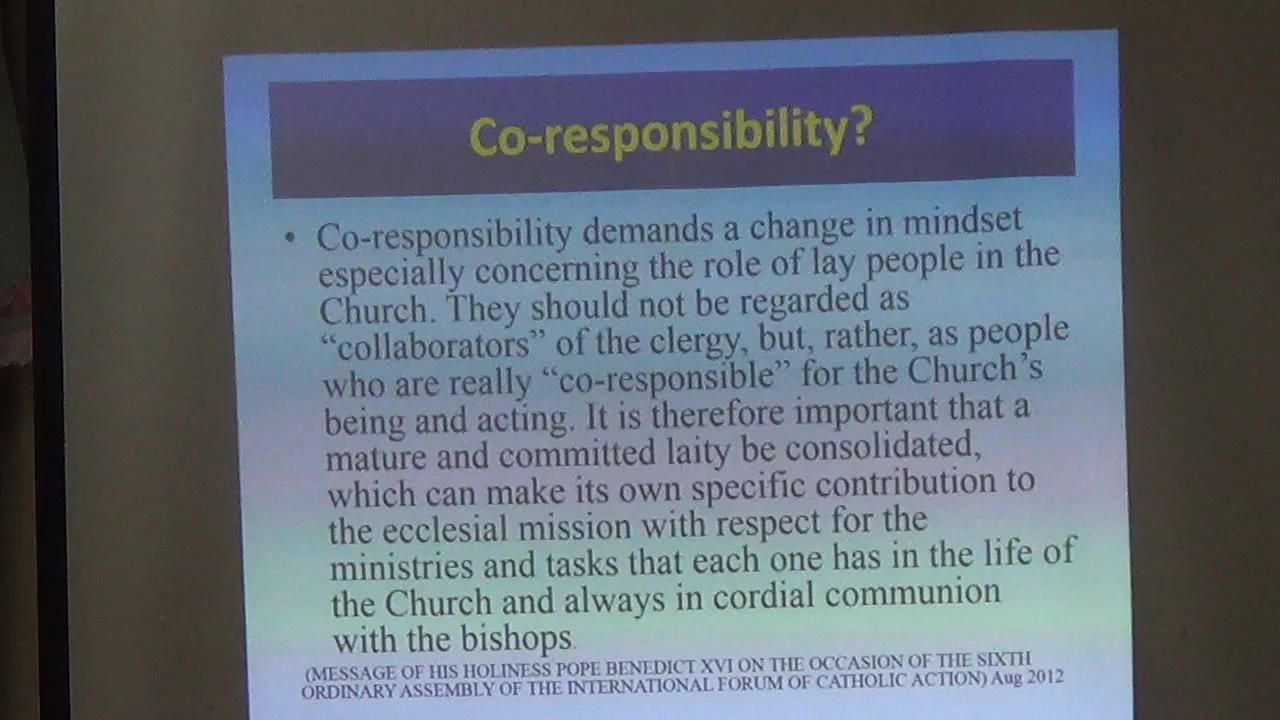 Co-responsibility?
• Co-responsibility demands a change in mindset
especially concerning the role of lay people in the
Church. They should not be regarded as
“collaborators” of the clergy, but, rather, as people
who are really “co-responsible” for the Church’s
being and acting. It is therefore important that a
mature and committed laity be consolidated,
which can make its own specific contribution to
the ecclesial mission with respect for the
ministries and tasks that each one has in the life of
the Church and always in cordial communion
with the bishops.
(MESSAGE OF HIS HOLINESS POPE BENEDICT XVI ON THE OCCASION OF THE SIXTH
ORDINARY ASSEMBLY OF THE INTERNATIONAL FORUM OF CATHOLIC ACTION) Aug 2012